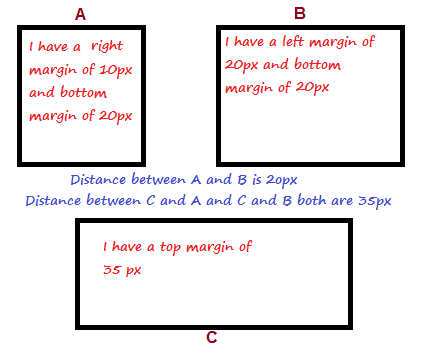 A
B
I have a right
margin of 10px
and bottom
margin of 20px
I have a left margin of
20px and bottom
margin of 20px
Distance between A and B is 2opx
Distance between C and A and C and B both are 35px
I have a top margin of
35 px
C